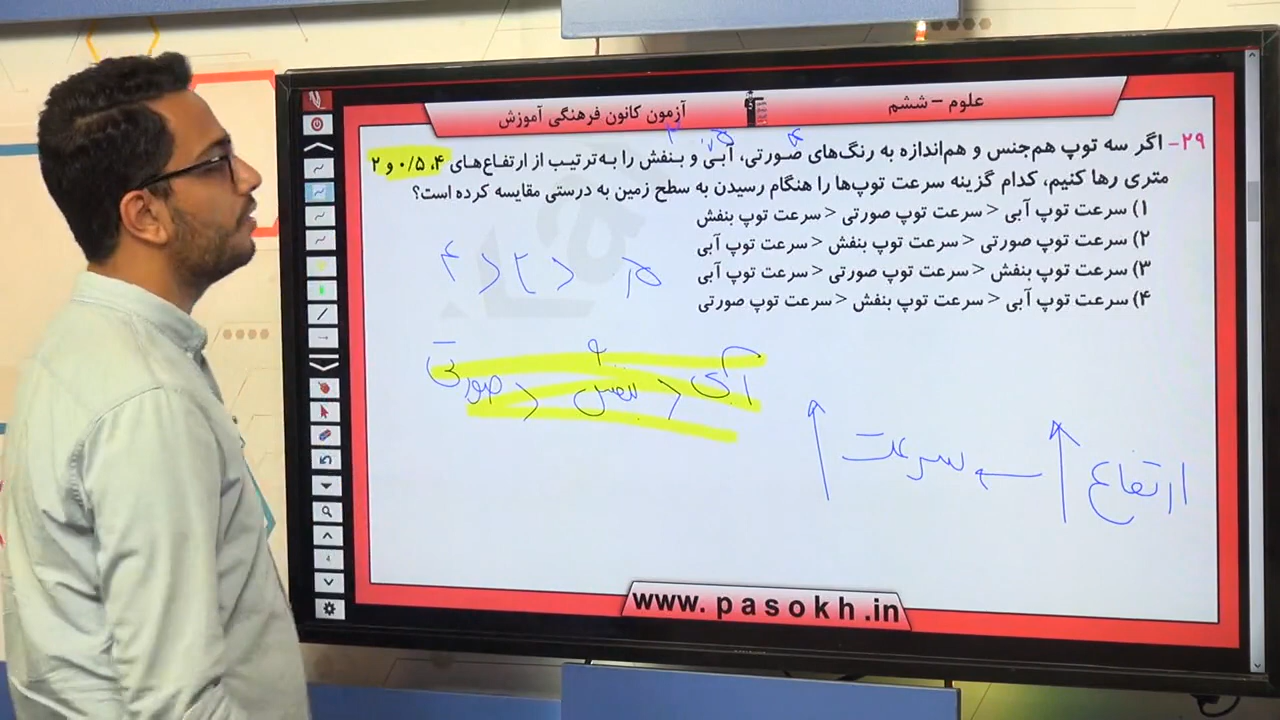 علوم - ششم
آزمون کانون فرهنگی آموزش
۲۹- اگر سه توپ هم‌جنس و هم‌اندازه به رنگ‌های صورتی، آبی و بنفش را به‌ترتیب از ارتفاع‌های ۴، ۰/۵ و ۲
متری رها کنیم، کدام گزینه سرعت توپ‌ها را هنگام رسیدن به سطح زمین به درستی مقایسه کرده است؟
۱) سرعت توپ آبی < سرعت توپ صورتی < سرعت توپ بنفش
۲) سرعت توپ صورتی < سرعت توپ بنفش < سرعت توپ آبی
۳) سرعت توپ بنفش < سرعت توپ صورتی < سرعت توپ آبی
۴) سرعت توپ آبی < سرعت توپ بنفش < سرعت توپ صورتی
آبی < بنفش < صورتی
ارتفاع ↑ ← سرعت ↑
www.pasokh.in